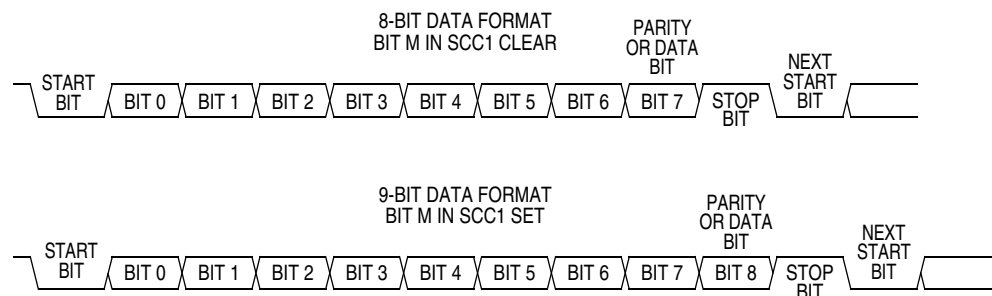 8-BIT DATA FORMAT
BIT M IN SCC1 CLEAR
PARITY
OR DATA
BIT
START
BIT
BIT 0
BIT 1
BIT 2
BIT 3
BIT 4
BIT 5
BIT 6
BIT 7
STOP
BIT
NEXT
START
BIT
9-BIT DATA FORMAT
BIT M IN SCC1 SET
PARITY
OR DATA
BIT
START
BIT
BIT 0
BIT 1
BIT 2
BIT 3
BIT 4
BIT 5
BIT 6
BIT 7
BIT 8
STOP
BIT
NEXT
START
BIT